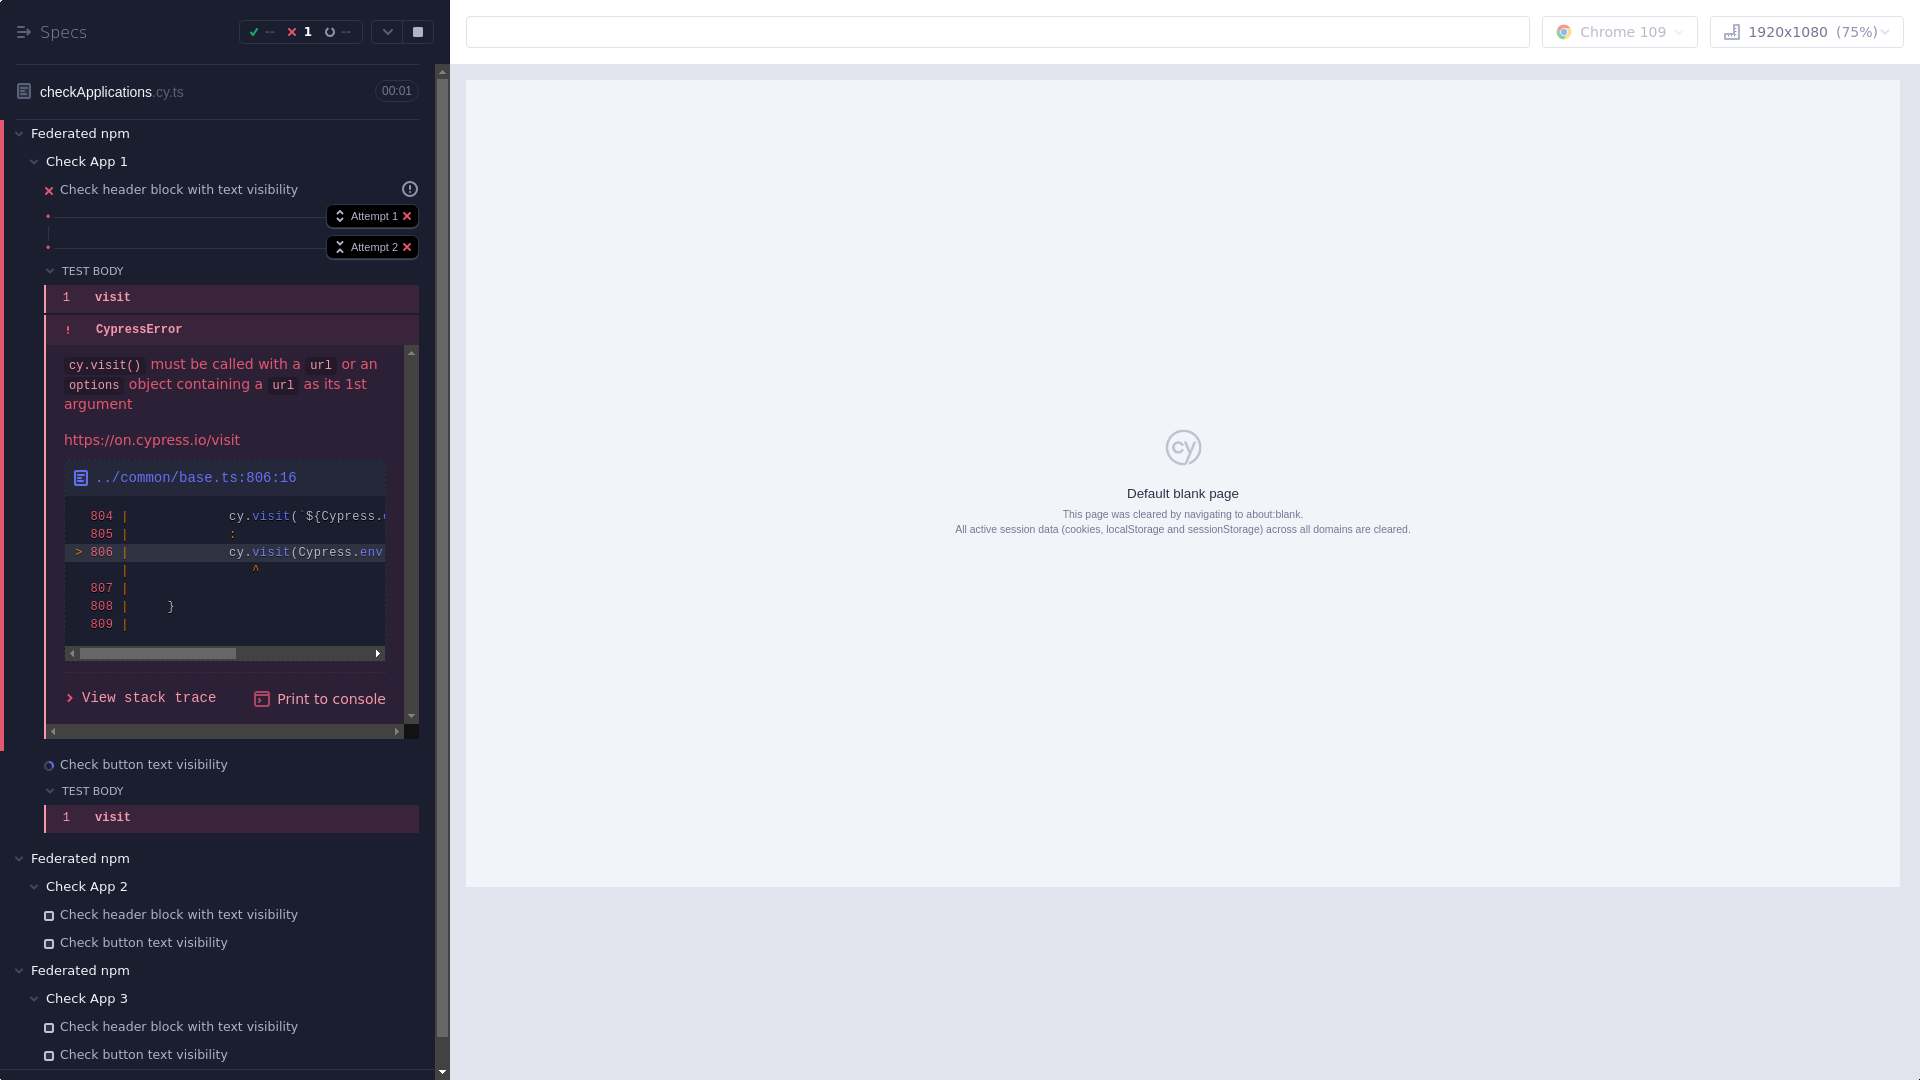 Specs
-- 1 --
checkApplications.cy.ts 00:01
Federated npm
Check App 1
Check header block with text visibility
Attempt 1
Attempt 2
TEST BODY
1 visit
! CypressError
cy.visit() must be called with a url or an
options object containing a url as its 1st
argument
https://on.cypress.io/visit
../common/base.ts:806:16
804 | cy.visit(`${Cypress.
805 | :
> 806 | cy.visit(Cypress.env
| ^
807 |
808 | }
809 |
View stack trace Print to console
Check button text visibility
TEST BODY
1 visit
Federated npm
Check App 2
Check header block with text visibility
Check button text visibility
Federated npm
Check App 3
Check header block with text visibility
Check button text visibility
Chrome 109
1920x1080 (75%)
cy
Default blank page
This page was cleared by navigating to about:blank.
All active session data (cookies, localStorage and sessionStorage) across all domains are cleared.